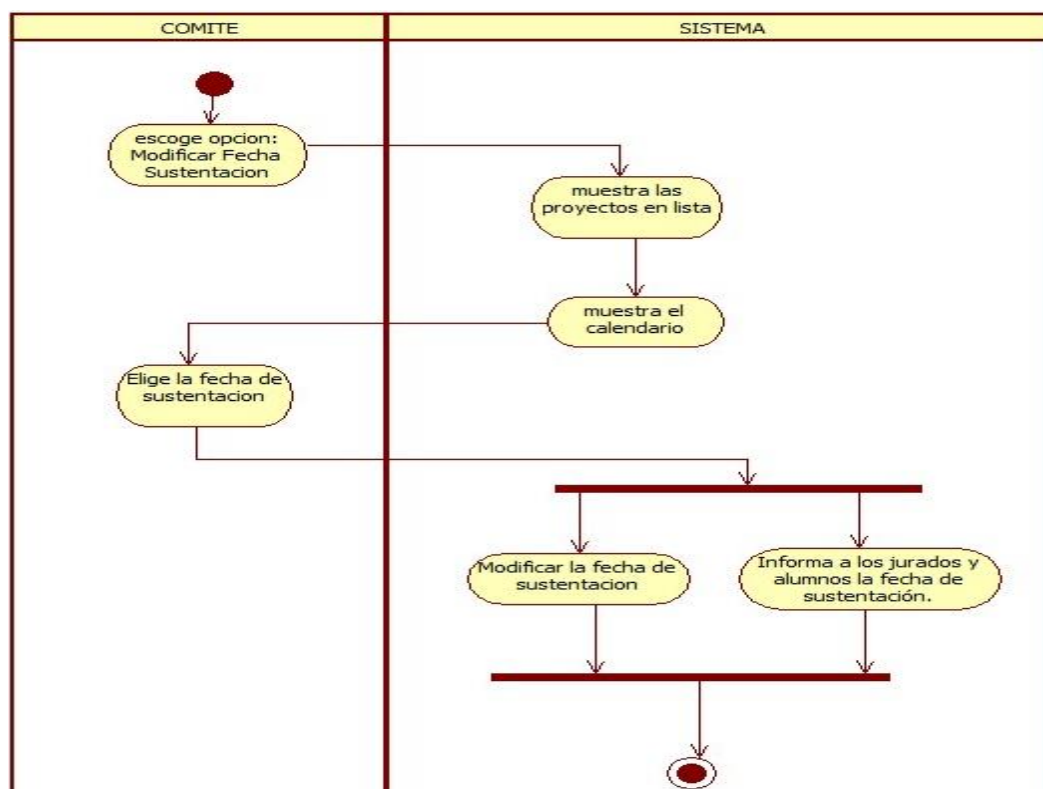 COMITE
SISTEMA
escoge opcion:
Modificar Fecha
Sustentacion
muestra las
proyectos en lista
muestra el
calendario
Elige la fecha de
sustentacion
Modificar la fecha de
sustentacion
Informa a los jurados y
alumnos la fecha de
sustentación.